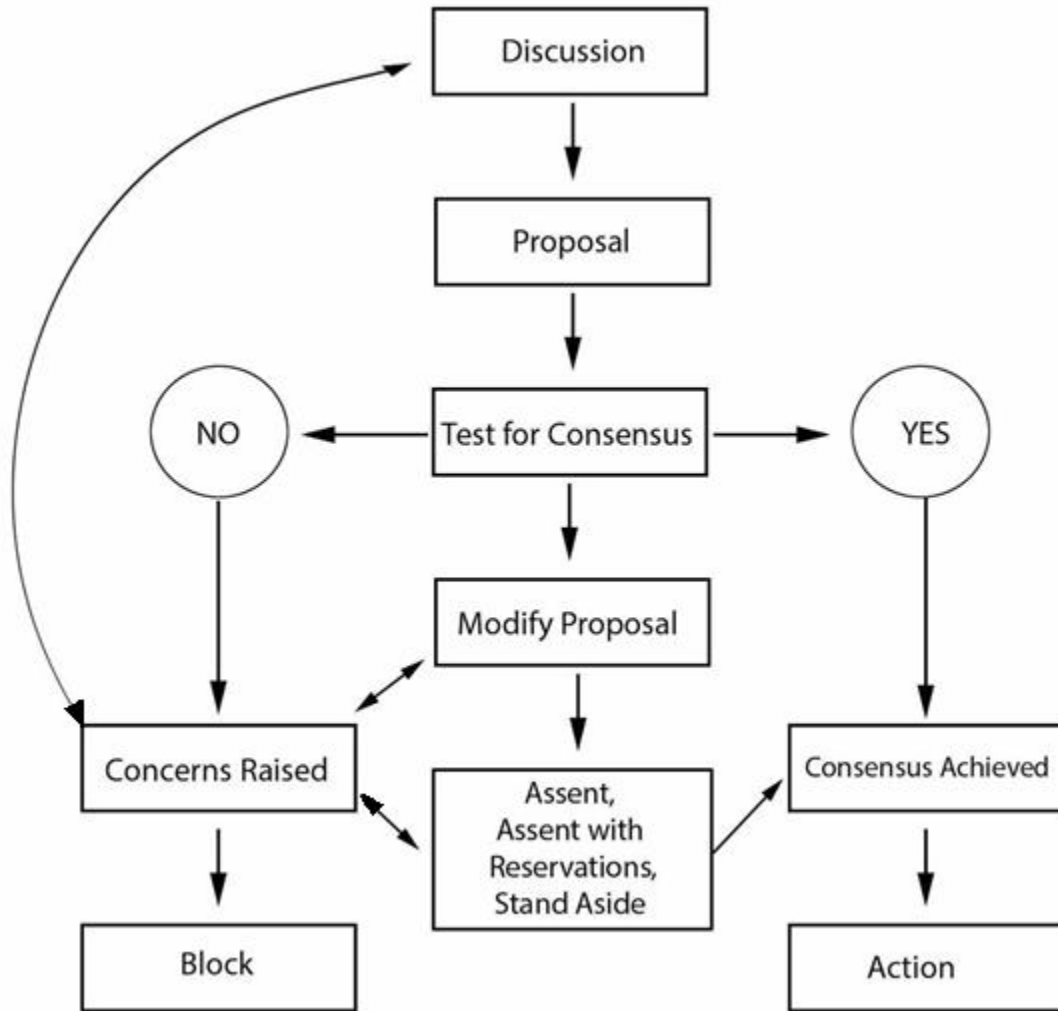 Discussion
Proposal
NO
Test for Consensus
YES
Modify Proposal
Concerns Raised
Assent,
Assent with
Reservations,
Stand Aside
Consensus Achieved
Block
Action